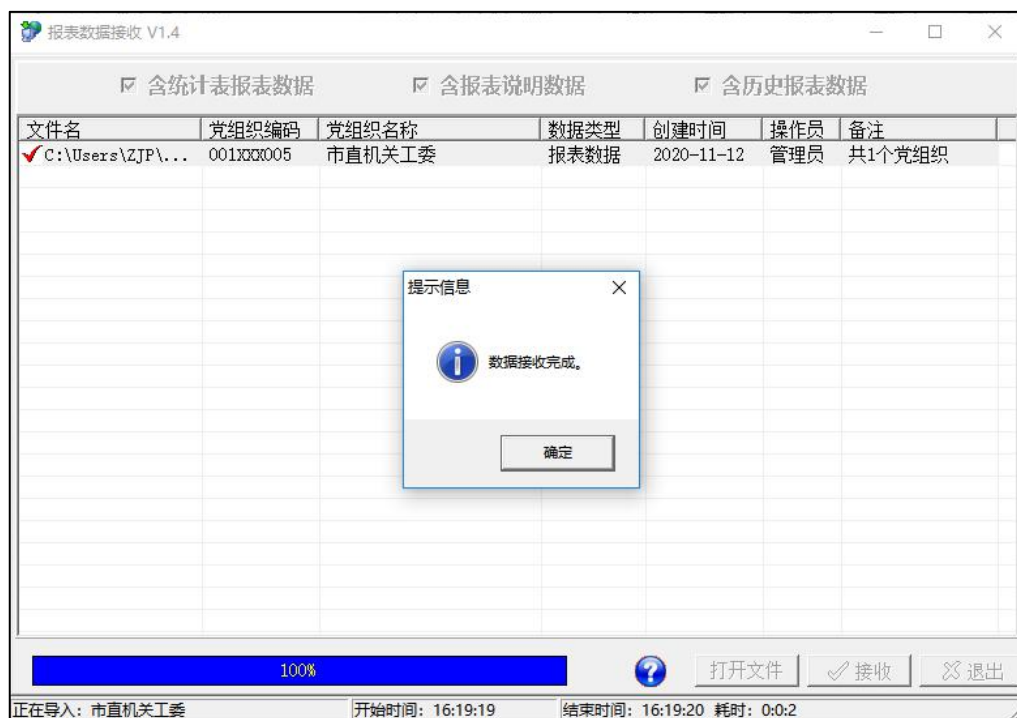 报表数据接收 V1.4
含统计表报表数据 含报表说明数据 含历史报表数据
文件名 党组织编码 党组织名称 数据类型 创建时间 操作员 备注
C:\Users\ZJP\... 001XXX005 市直机关工委 报表数据 2020-11-12 管理员 共1个党组织
提示信息
数据接收完成。
确定
100% 打开文件 接收 退出
正在导入: 市直机关工委 开始时间: 16:19:19 结束时间: 16:19:20 耗时: 0:0:2